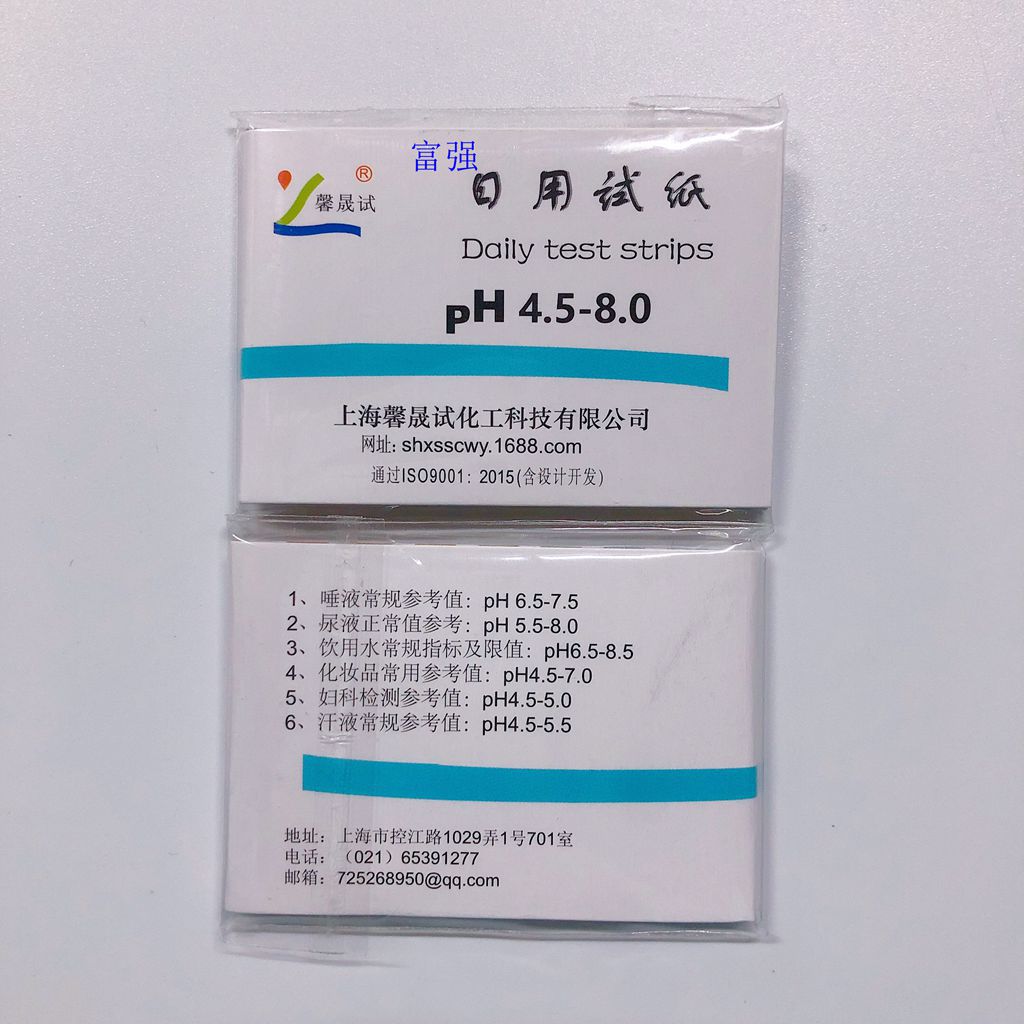 富强
®
馨晟试
日用试纸
Daily test strips
pH 4.5-8.0
上海馨晟试化工科技有限公司
网址: shxsscwy.1688.com
通过ISO9001: 2015(含设计开发)
1、唾液常规参考值: pH 6.5-7.5
2、尿液正常值参考: pH 5.5-8.0
3、饮用水常规指标及限值: pH6.5-8.5
4、化妆品常用参考值: pH4.5-7.0
5、妇科检测参考值: pH4.5-5.0
6、汗液常规参考值: pH4.5-5.5
地址: 上海市控江路1029弄1号701室
电话: （021）65391277
邮箱: 725268950@qq.com